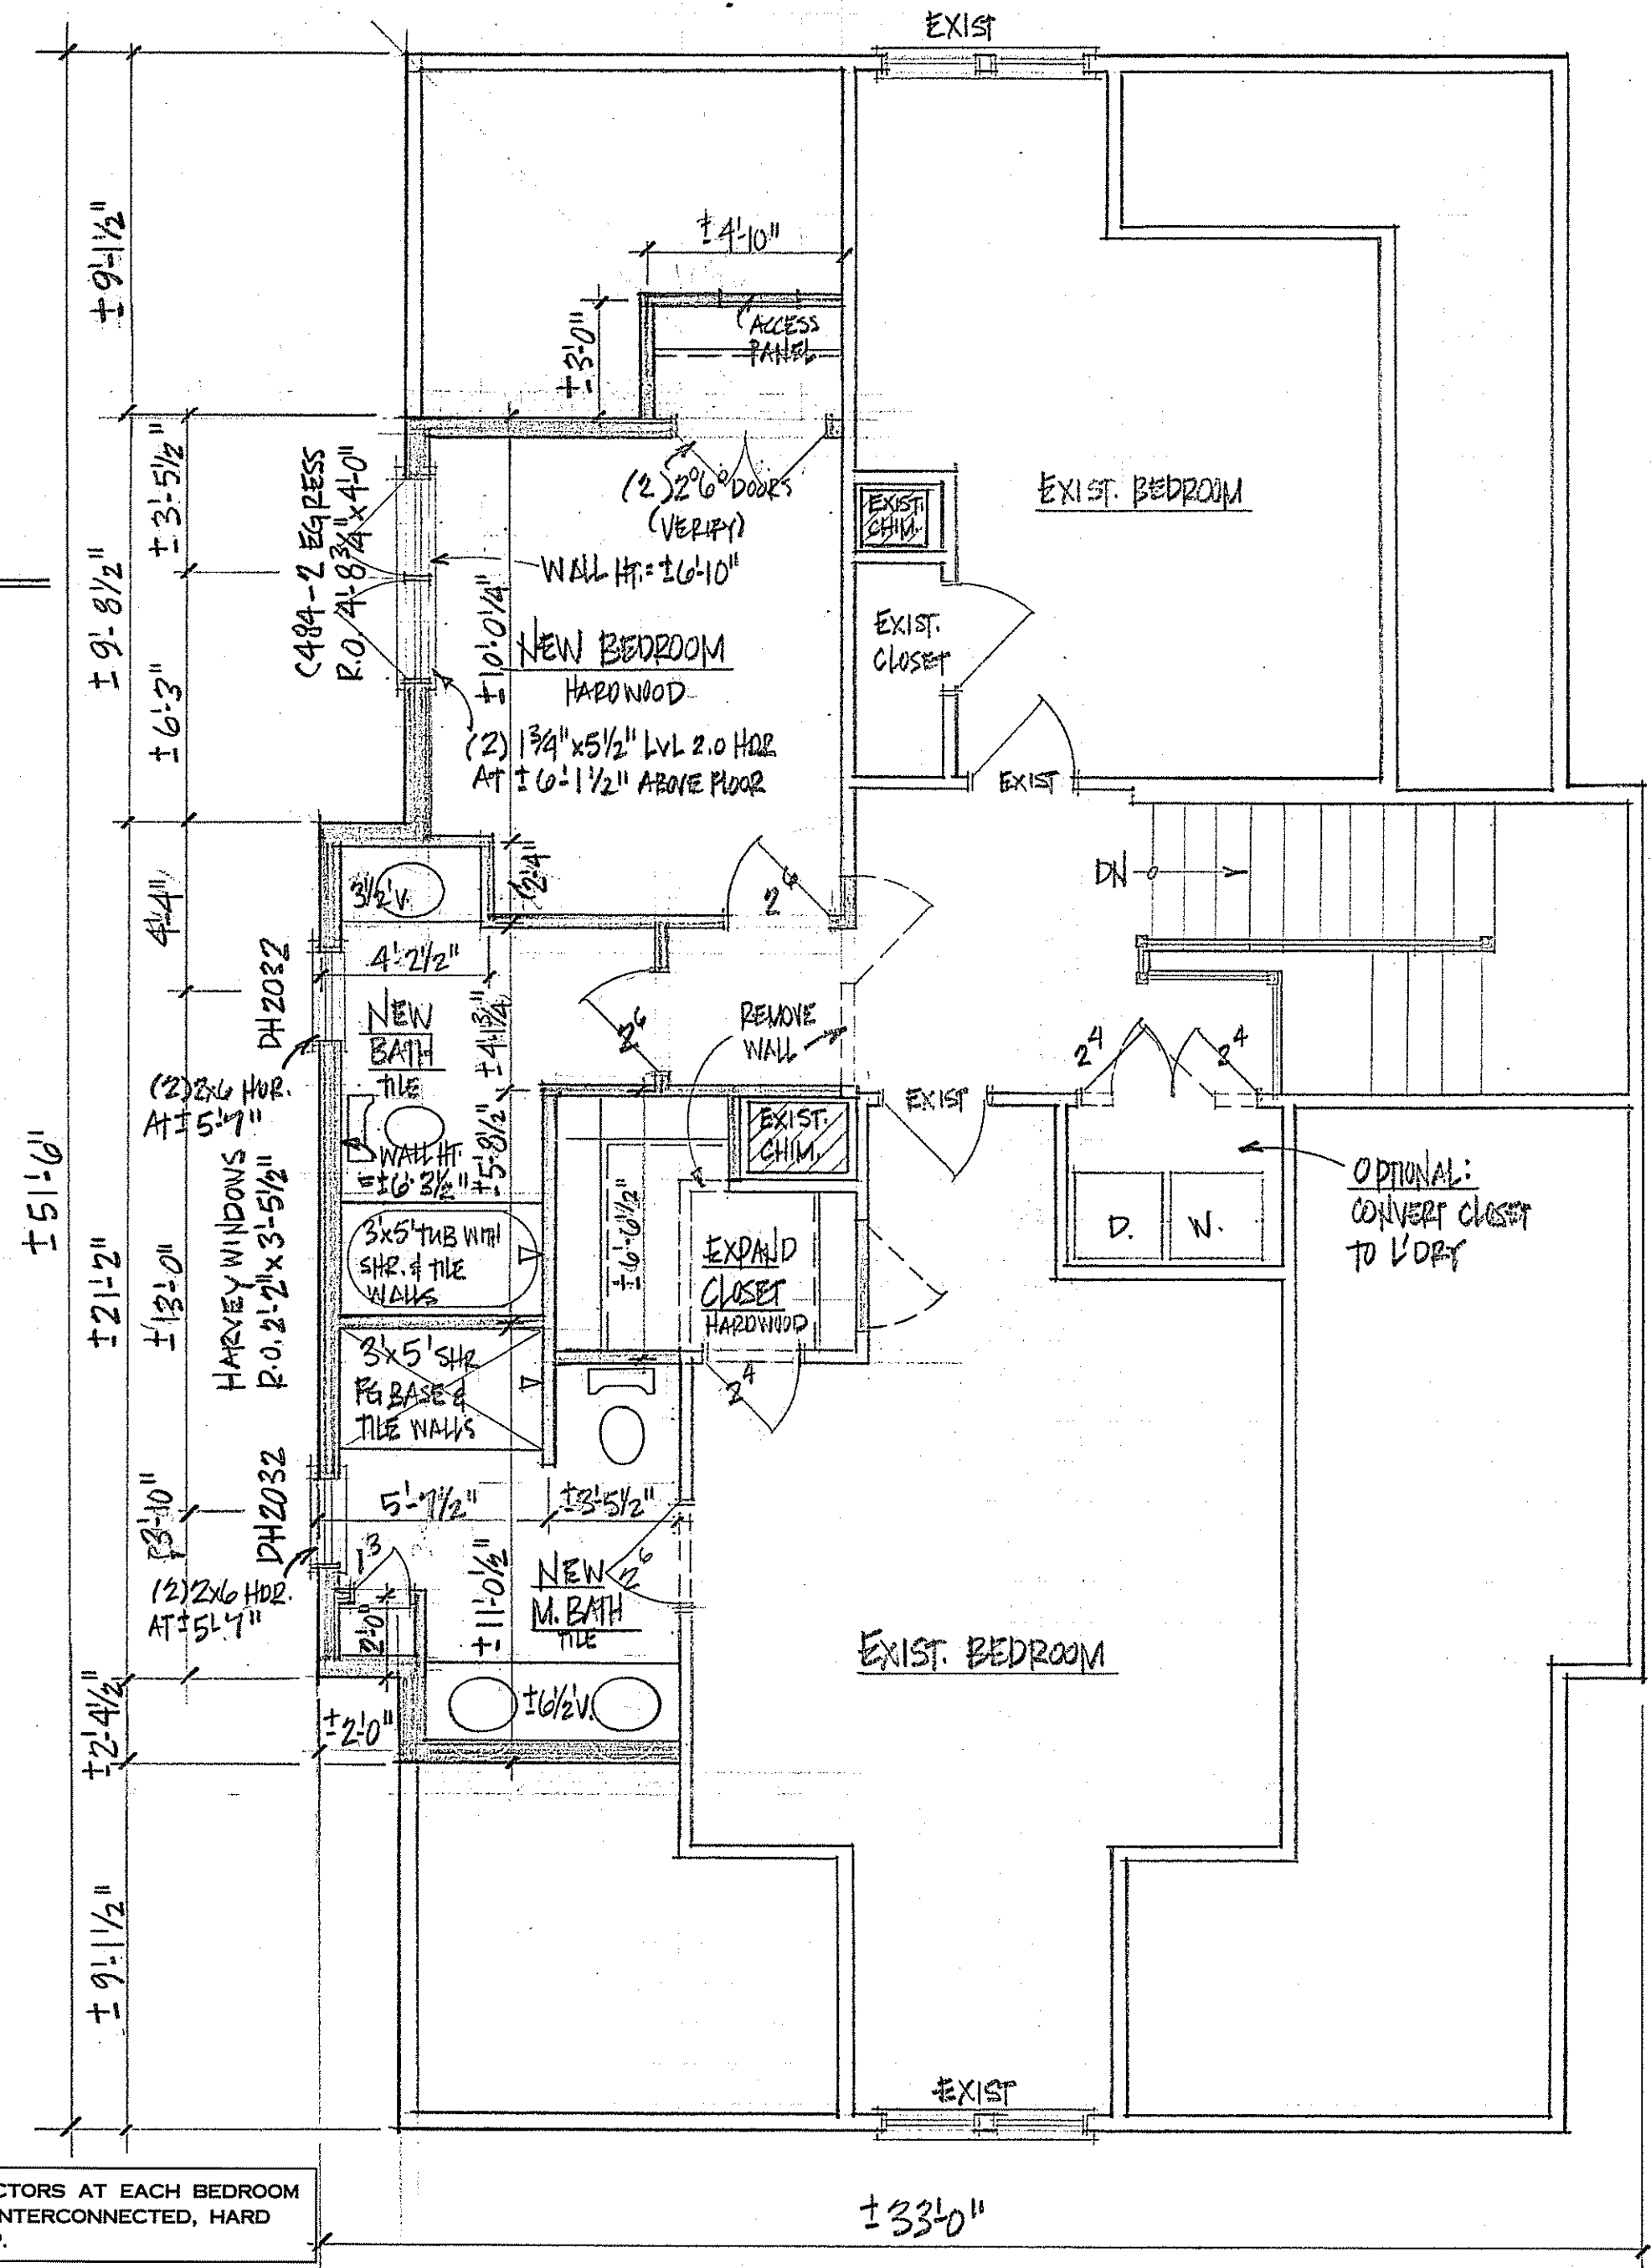 EXIST
±9'-1½"
±4'-10"
±3'-0"
ACCESS
PANEL
(2) 2⁰6⁰ DOORS
(VERIFY)
WALL HT. = ±6'-10"
EXIST.
CHIM.
EXIST. BEDROOM
±3'-5½"
C484-2 EGRESS
R.O. 4'-8¾" x 4'-0"
±9'-8½"
±6'-3"
±10'-0¼"
NEW BEDROOM
HARDWOOD
(2) 1¾" x 5½" LVL 2.0 HDR
AT ±6'-1½" ABOVE FLOOR
EXIST.
CLOSET
EXIST
DN
2⁶
2'-4"
3½' V.
4'-4"
4'-2½"
DH2032
NEW
BATH
TILE
±4'-1¾"
2⁶
REMOVE
WALL
2⁴
2⁴
(2) 2x6 HDR.
AT ±5'-7"
WALL HT.
= ±6'-3½"
±5'-8½"
EXIST.
CHIM.
EXIST
D.
W.
OPTIONAL:
CONVERT CLOSET
TO L'DRY
±51'-6"
±21'-2"
±13'-0"
HARVEY WINDOWS
R.O. 2'-2" x 3'-5½"
3'x5' TUB WITH
SHR. & TILE
WALLS
±6'-6½"
EXPAND
CLOSET
HARDWOOD
2⁴
3'x5' SHR
FG BASE &
TILE WALLS
5'-7½"
±3'-5½"
3'-10"
DH2032
(2) 2x6 HDR.
AT ±5'-7"
1³
2'-0"
±11'-0½"
NEW
M. BATH
TILE
2⁶
EXIST. BEDROOM
±6½' V.
±2'-4½"
±2'-0"
±9'-1½"
EXIST
±33'-0"
CTORS AT EACH BEDROOM
NTERCONNECTED, HARD